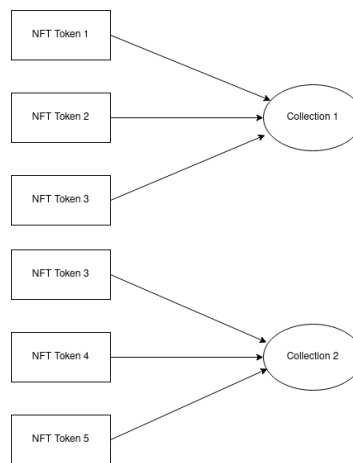 NFT Token 1
NFT Token 2
Collection 1
NFT Token 3
NFT Token 3
NFT Token 4
Collection 2
NFT Token 5